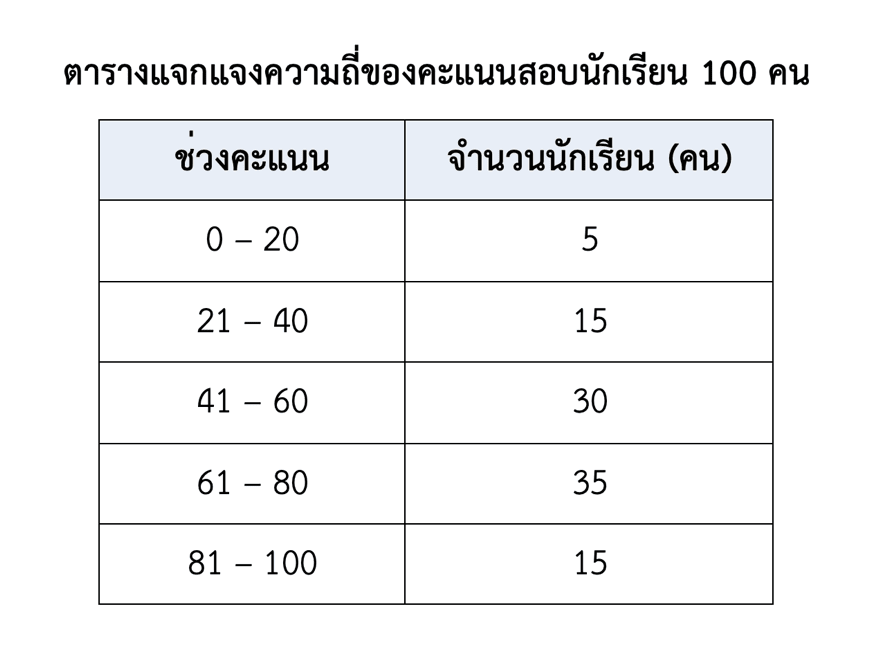 ตารางแจกแจงความถี่ของคะแนนสอบนักเรียน 100 คน
ช่วงคะแนน จำนวนนักเรียน (คน)
0 – 20 5
21 – 40 15
41 – 60 30
61 – 80 35
81 – 100 15